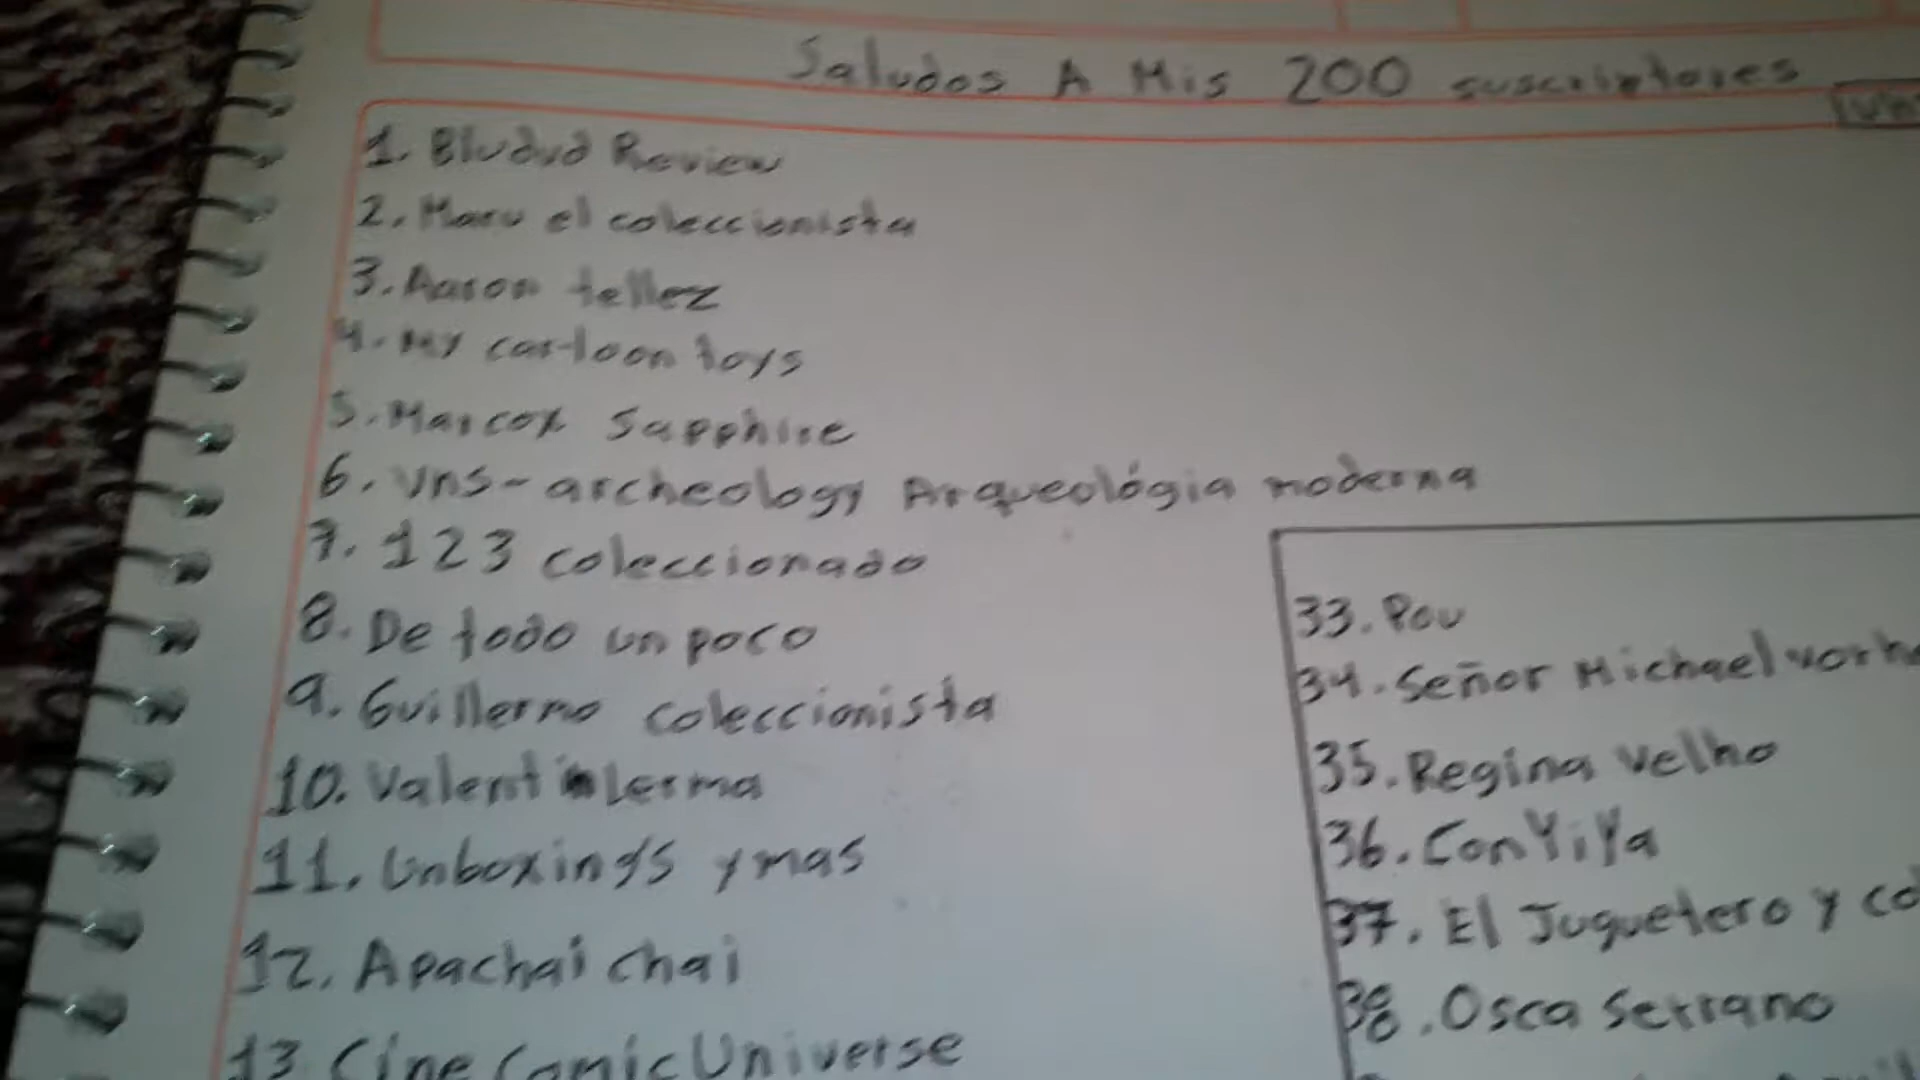 Saludos A Mis 200 suscriptores
1. Bludud Review
2. Maru el coleccionista
3. Aaron tellez
4. My cartoon toys
5. Marcox Sapphire
6. VHS-archeology Arqueológia moderna
7. 123 coleccionado
8. De todo un poco
9. Guillermo coleccionista
10. Valentin Lerma
11. Unboxings y mas
12. Apachai chai
13 Cine Comic Universe
33. Pou
34. Señor Michael
35. Regina Velho
36. ConYiYa
37. El Juguetero y
38. Osca Serrano